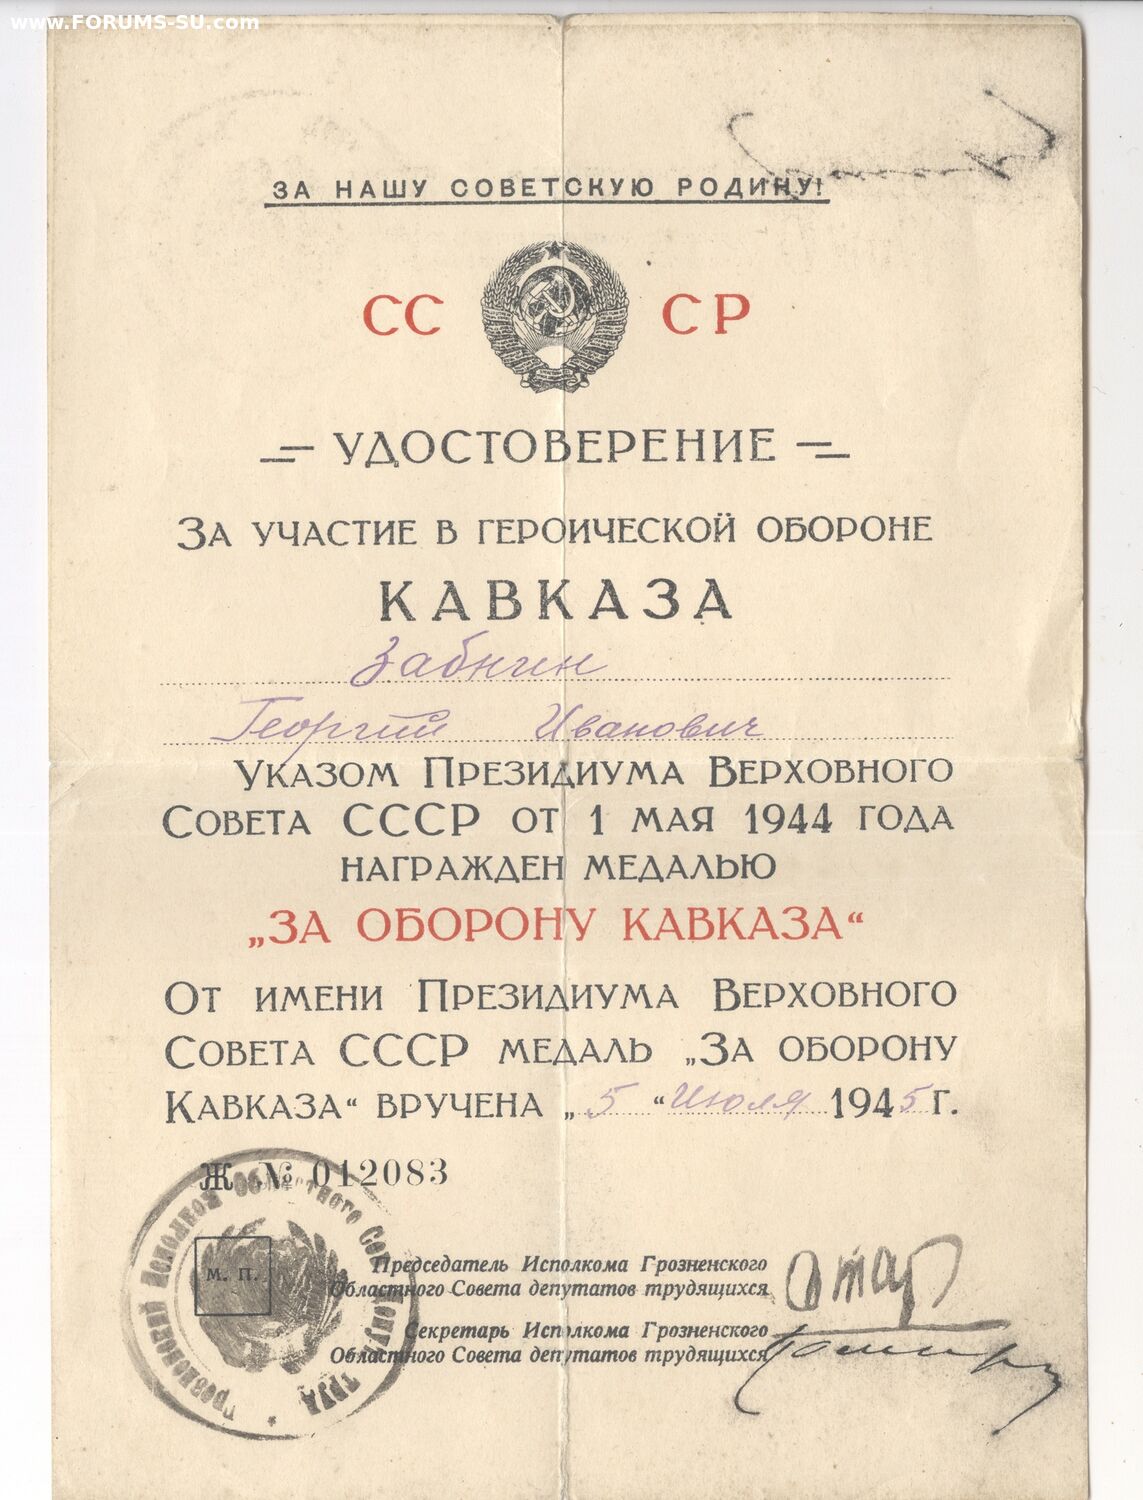 www.FORUMS-SU.com
ЗА НАШУ СОВЕТСКУЮ РОДИНУ!
СС СР
УДОСТОВЕРЕНИЕ
ЗА УЧАСТИЕ В ГЕРОИЧЕСКОЙ ОБОРОНЕ
КАВКАЗА
Забнин
Георгий Иванович
УКАЗОМ ПРЕЗИДИУМА ВЕРХОВНОГО
СОВЕТА СССР ОТ 1 МАЯ 1944 ГОДА
НАГРАЖДЕН МЕДАЛЬЮ
„ЗА ОБОРОНУ КАВКАЗА“
ОТ ИМЕНИ ПРЕЗИДИУМА ВЕРХОВНОГО
СОВЕТА СССР МЕДАЛЬ „ЗА ОБОРОНУ
КАВКАЗА“ ВРУЧЕНА „5“ Июля 1945 Г.
Ж № 012083
М. П.
Председатель Исполкома Грозненского
Областного Совета депутатов трудящихся
Секретарь Исполкома Грозненского
Областного Совета депутатов трудящихся